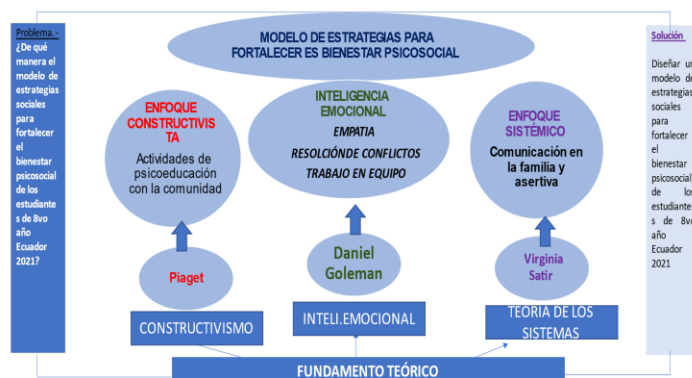 MODELO DE ESTRATEGIAS PARA
FORTALECER ES BIENESTAR PSICOSOCIAL
Problema.-
¿De qué
manera el
modelo de
estrategias
sociales
para
fortalecer
el
bienestar
psicosocial
de los
estudiante
s de 8vo
año
Ecuador
2021?
ENFOQUE
CONSTRUCTIVIS
TA
Actividades de
psicoeducación
con la comunidad
INTELIGENCIA
EMOCIONAL
EMPATIA
RESOLCIÓNDE CONFLICTOS
TRABAJO EN EQUIPO
ENFOQUE
SISTÉMICO
Comunicación en
la familia y
asertiva
Solución
Diseñar un
modelo de
estrategias
sociales
para
fortalecer
el
bienestar
psicosocial
de los
estudiante
s de 8vo
año
Ecuador
2021
Piaget
Daniel
Goleman
Virginia
Satir
CONSTRUCTIVISMO
INTELI.EMOCIONAL
TEORIA DE LOS
SISTEMAS
FUNDAMENTO TEÓRICO